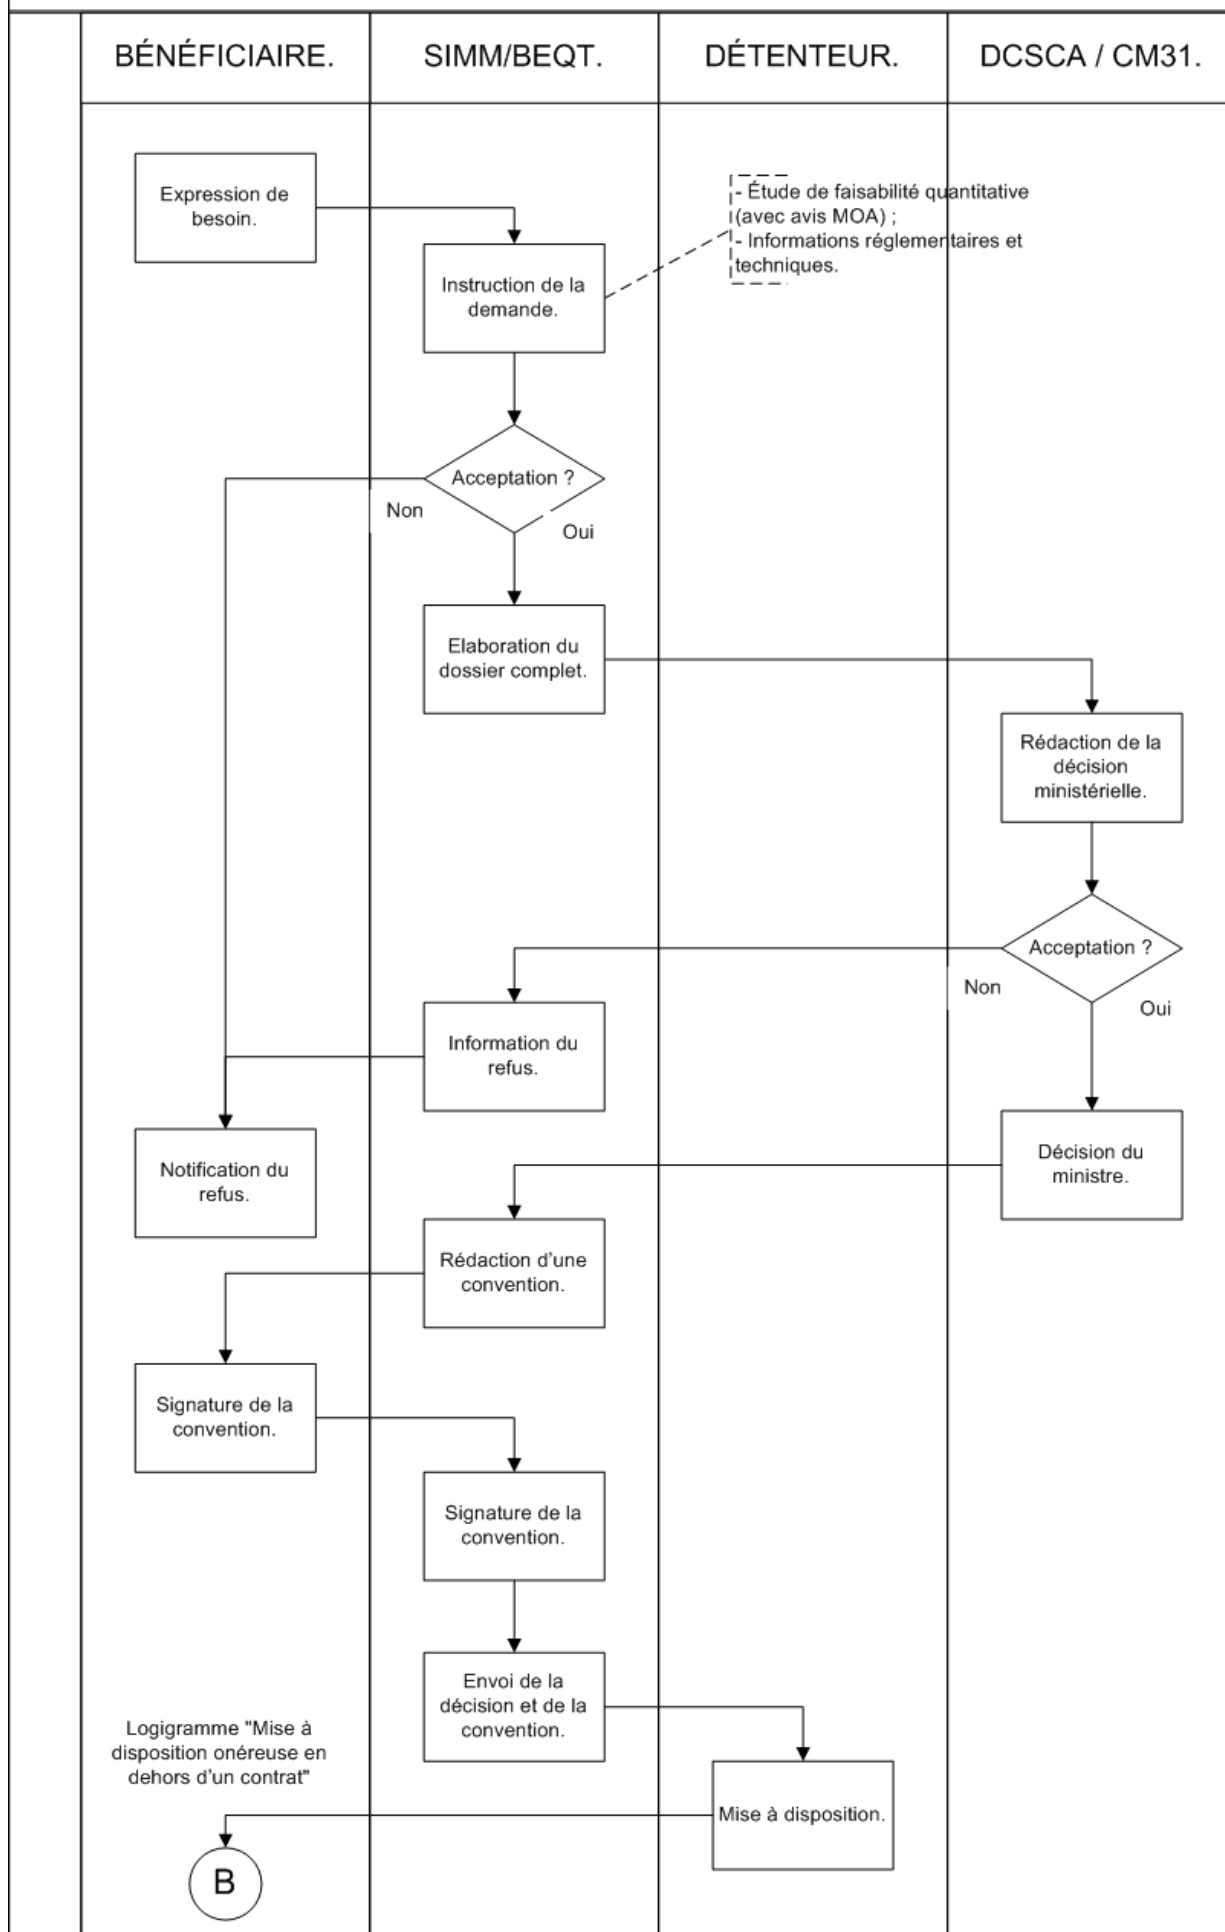 BÉNÉFICIAIRE.
SIMM/BEQT.
DÉTENTEUR.
DCSCA / CM31.
Expression de
besoin.
- Étude de faisabilité quantitative
(avec avis MOA) ;
- Informations réglementaires et
techniques.
Instruction de la
demande.
Acceptation ?
Non
Oui
Elaboration du
dossier complet.
Rédaction de la
décision
ministérielle.
Acceptation ?
Non
Oui
Information du
refus.
Notification du
refus.
Décision du
ministre.
Rédaction d'une
convention.
Signature de la
convention.
Signature de la
convention.
Envoi de la
décision et de la
convention.
Logigramme "Mise à
disposition onéreuse en
dehors d'un contrat"
Mise à disposition.
B